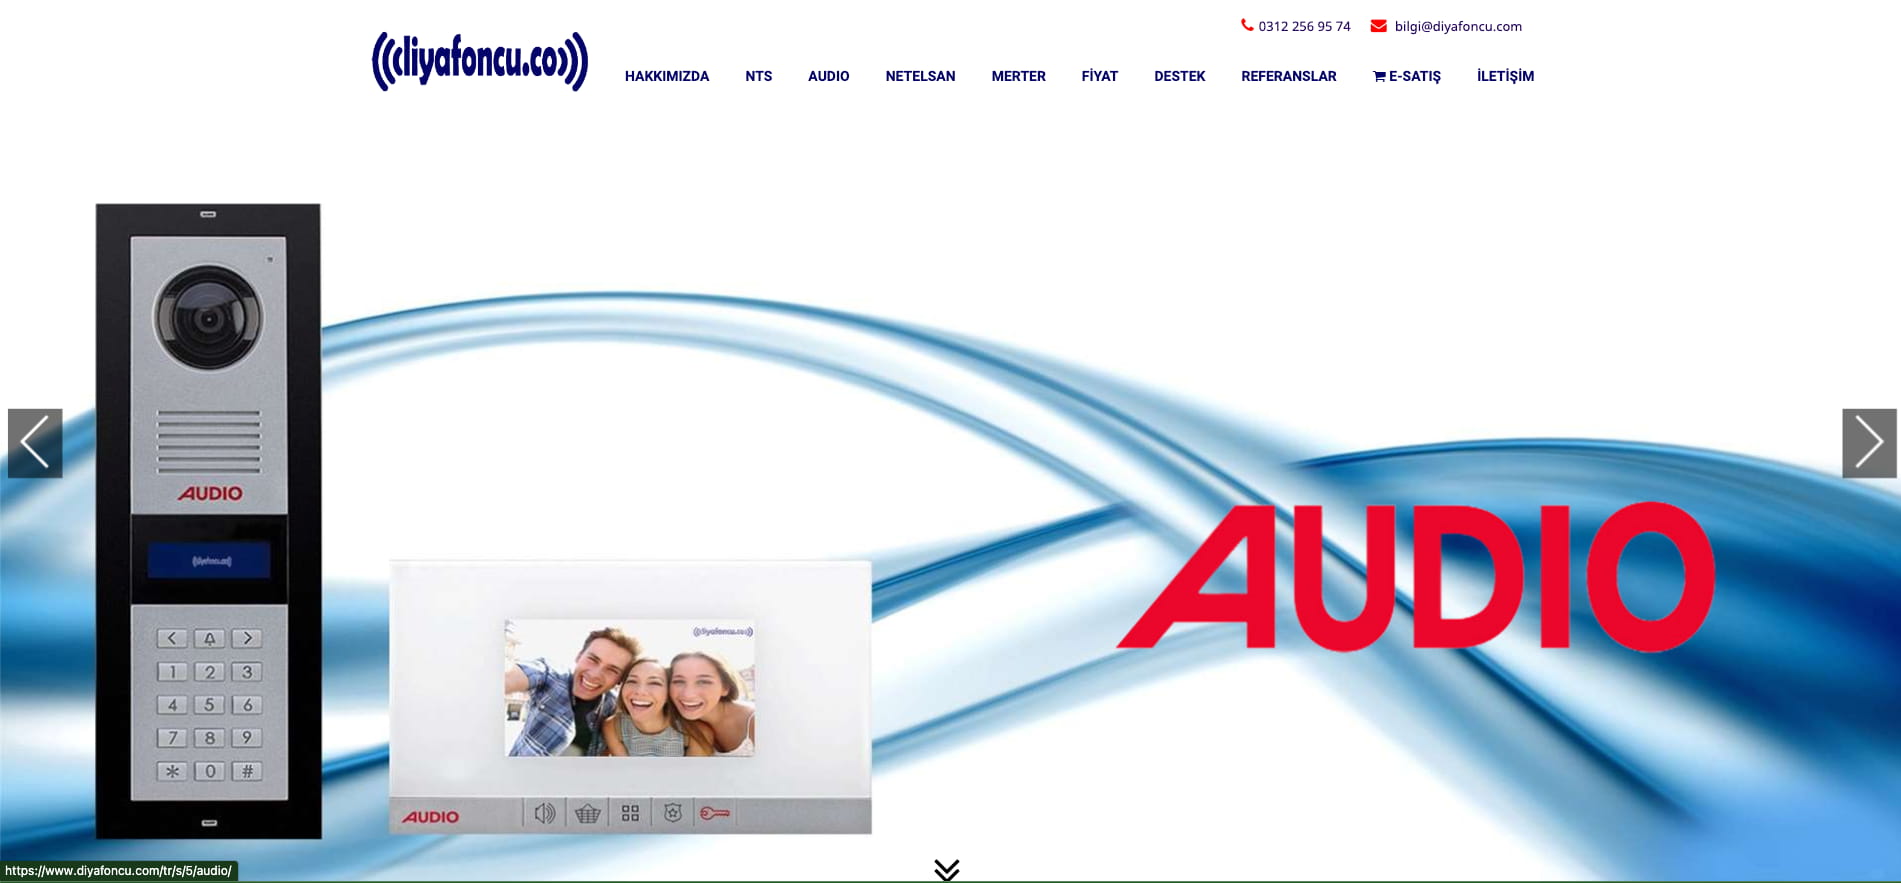 0312 256 95 74 bilgi@diyafoncu.com
((diyafoncu.co))
HAKKIMIZDA NTS AUDIO NETELSAN MERTER FİYAT DESTEK REFERANSLAR E-SATIŞ İLETİŞİM
AUDIO
((diyafoncu.co))
< >
1 2 3
4 5 6
7 8 9
* 0 #
((diyafoncu.co))
AUDIO
AUDIO
https://www.diyafoncu.com/tr/s/5/audio/